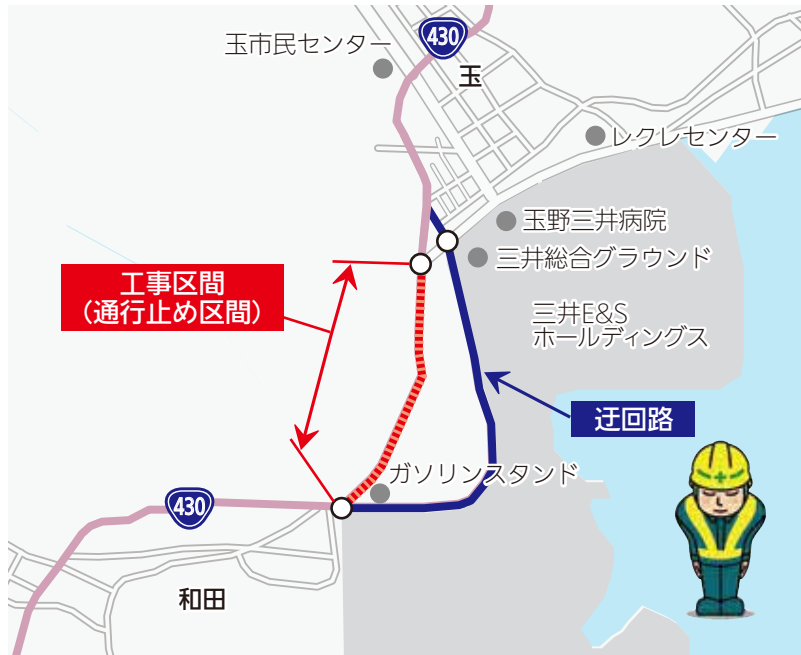 玉市民センター
430
玉
レクレセンター
玉野三井病院
三井総合グラウンド
工事区間
（通行止め区間）
三井E&S
ホールディングス
迂回路
ガソリンスタンド
430
和田